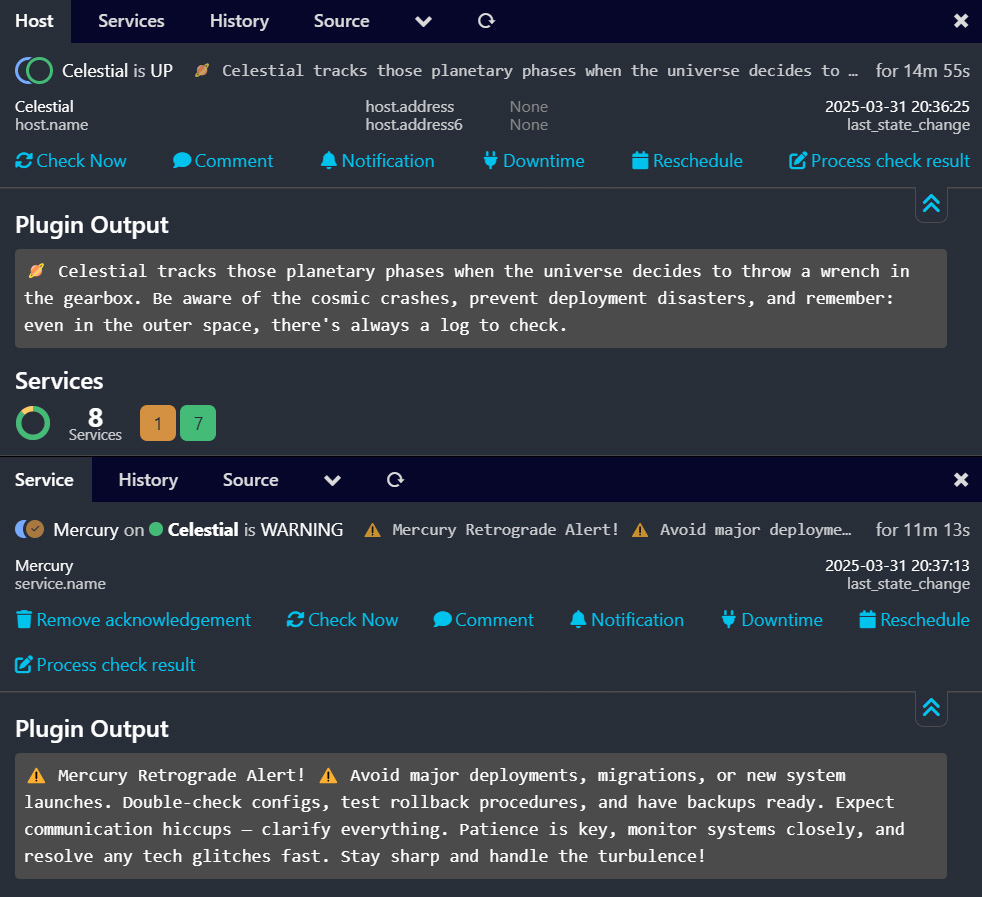 Host Services History Source
Celestial is UP 🪐 Celestial tracks those planetary phases when the universe decides to … for 14m 55s
Celestial host.address None 2025-03-31 20:36:25
host.name host.address6 None last_state_change
Check Now Comment Notification Downtime Reschedule Process check result
Plugin Output
🪐 Celestial tracks those planetary phases when the universe decides to throw a wrench in
the gearbox. Be aware of the cosmic crashes, prevent deployment disasters, and remember:
even in the outer space, there's always a log to check.
Services
8 1 7
Services
Service History Source
Mercury on Celestial is WARNING ⚠️ Mercury Retrograde Alert! ⚠️ Avoid major deployme… for 11m 13s
Mercury 2025-03-31 20:37:13
service.name last_state_change
Remove acknowledgement Check Now Comment Notification Downtime Reschedule
Process check result
Plugin Output
⚠️ Mercury Retrograde Alert! ⚠️ Avoid major deployments, migrations, or new system
launches. Double-check configs, test rollback procedures, and have backups ready. Expect
communication hiccups – clarify everything. Patience is key, monitor systems closely, and
resolve any tech glitches fast. Stay sharp and handle the turbulence!